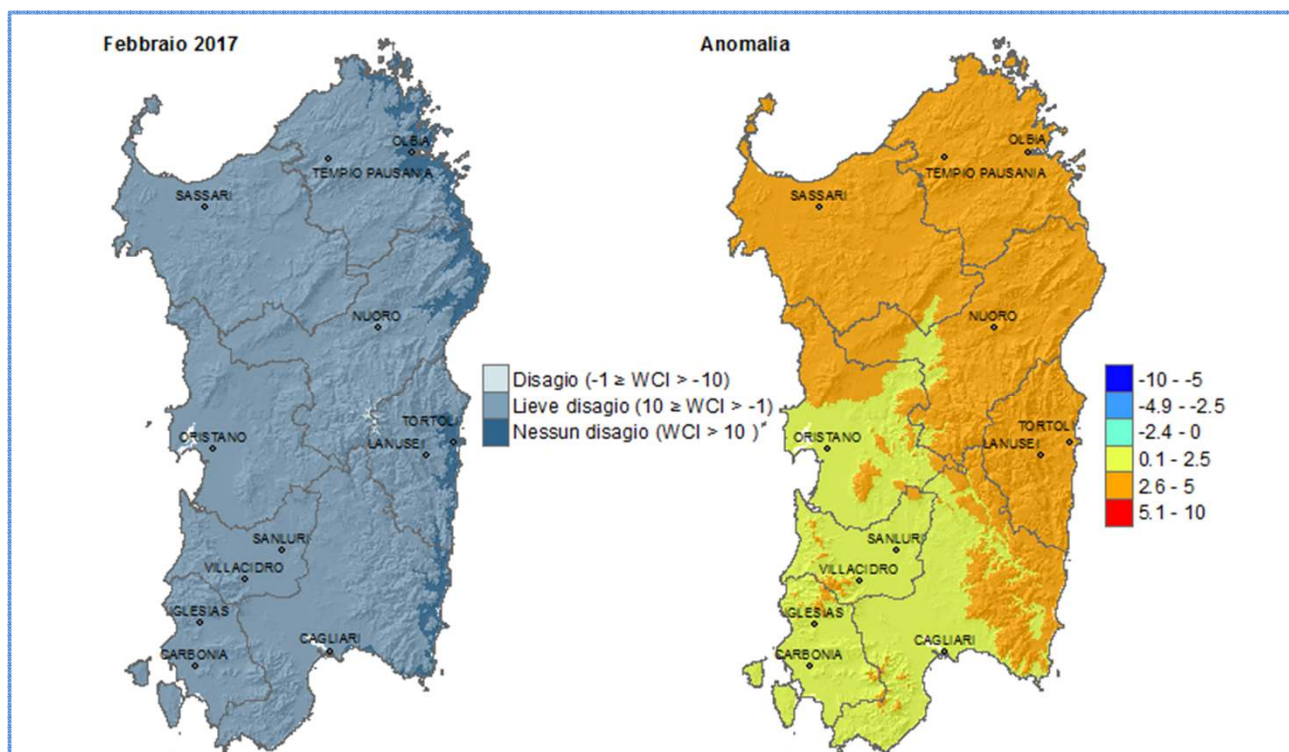 Febbraio 2017
OLBIA
TEMPIO PAUSANIA
SASSARI
NUORO
TORTOLI
ORISTANO
LANUSEI
SANLURI
VILLACIDRO
IGLESIAS
CAGLIARI
CARBONIA
Disagio (-1 ≥ WCI > -10)
Lieve disagio (10 ≥ WCI > -1)
Nessun disagio (WCI > 10 )
Anomalia
OLBIA
TEMPIO PAUSANIA
SASSARI
NUORO
TORTOLI
ORISTANO
LANUSEI
SANLURI
VILLACIDRO
IGLESIAS
CAGLIARI
CARBONIA
-10 - -5
-4.9 - -2.5
-2.4 - 0
0.1 - 2.5
2.6 - 5
5.1 - 10